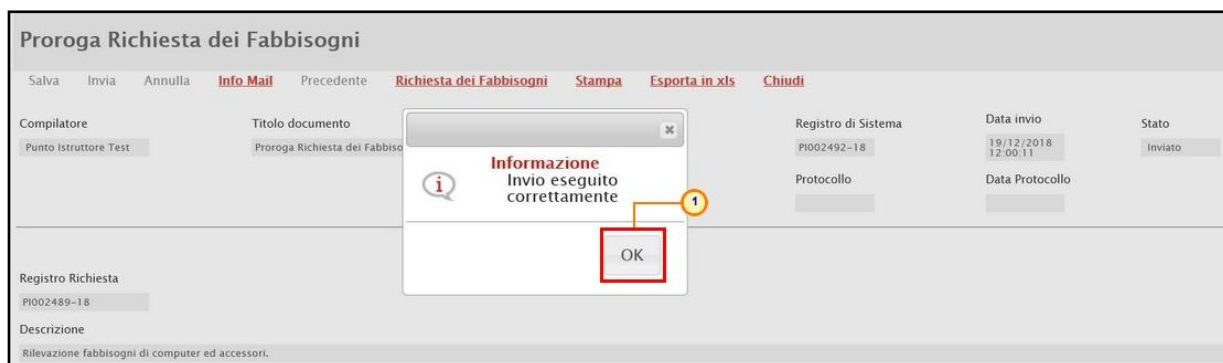 Proroga Richiesta dei Fabbisogni
Salva Invia Annulla Info Mail Precedente Richiesta dei Fabbisogni Stampa Esporta in xls Chiudi
Compilatore Titolo documento Registro di Sistema Data invio Stato
Punto Istruttore Test Proroga Richiesta dei Fabbiso PI002492-18 19/12/2018 Inviato
12:00:11
Protocollo Data Protocollo
Informazione
Invio eseguito
correttamente
1
OK
Registro Richiesta
PI002489-18
Descrizione
Rilevazione fabbisogni di computer ed accessori.